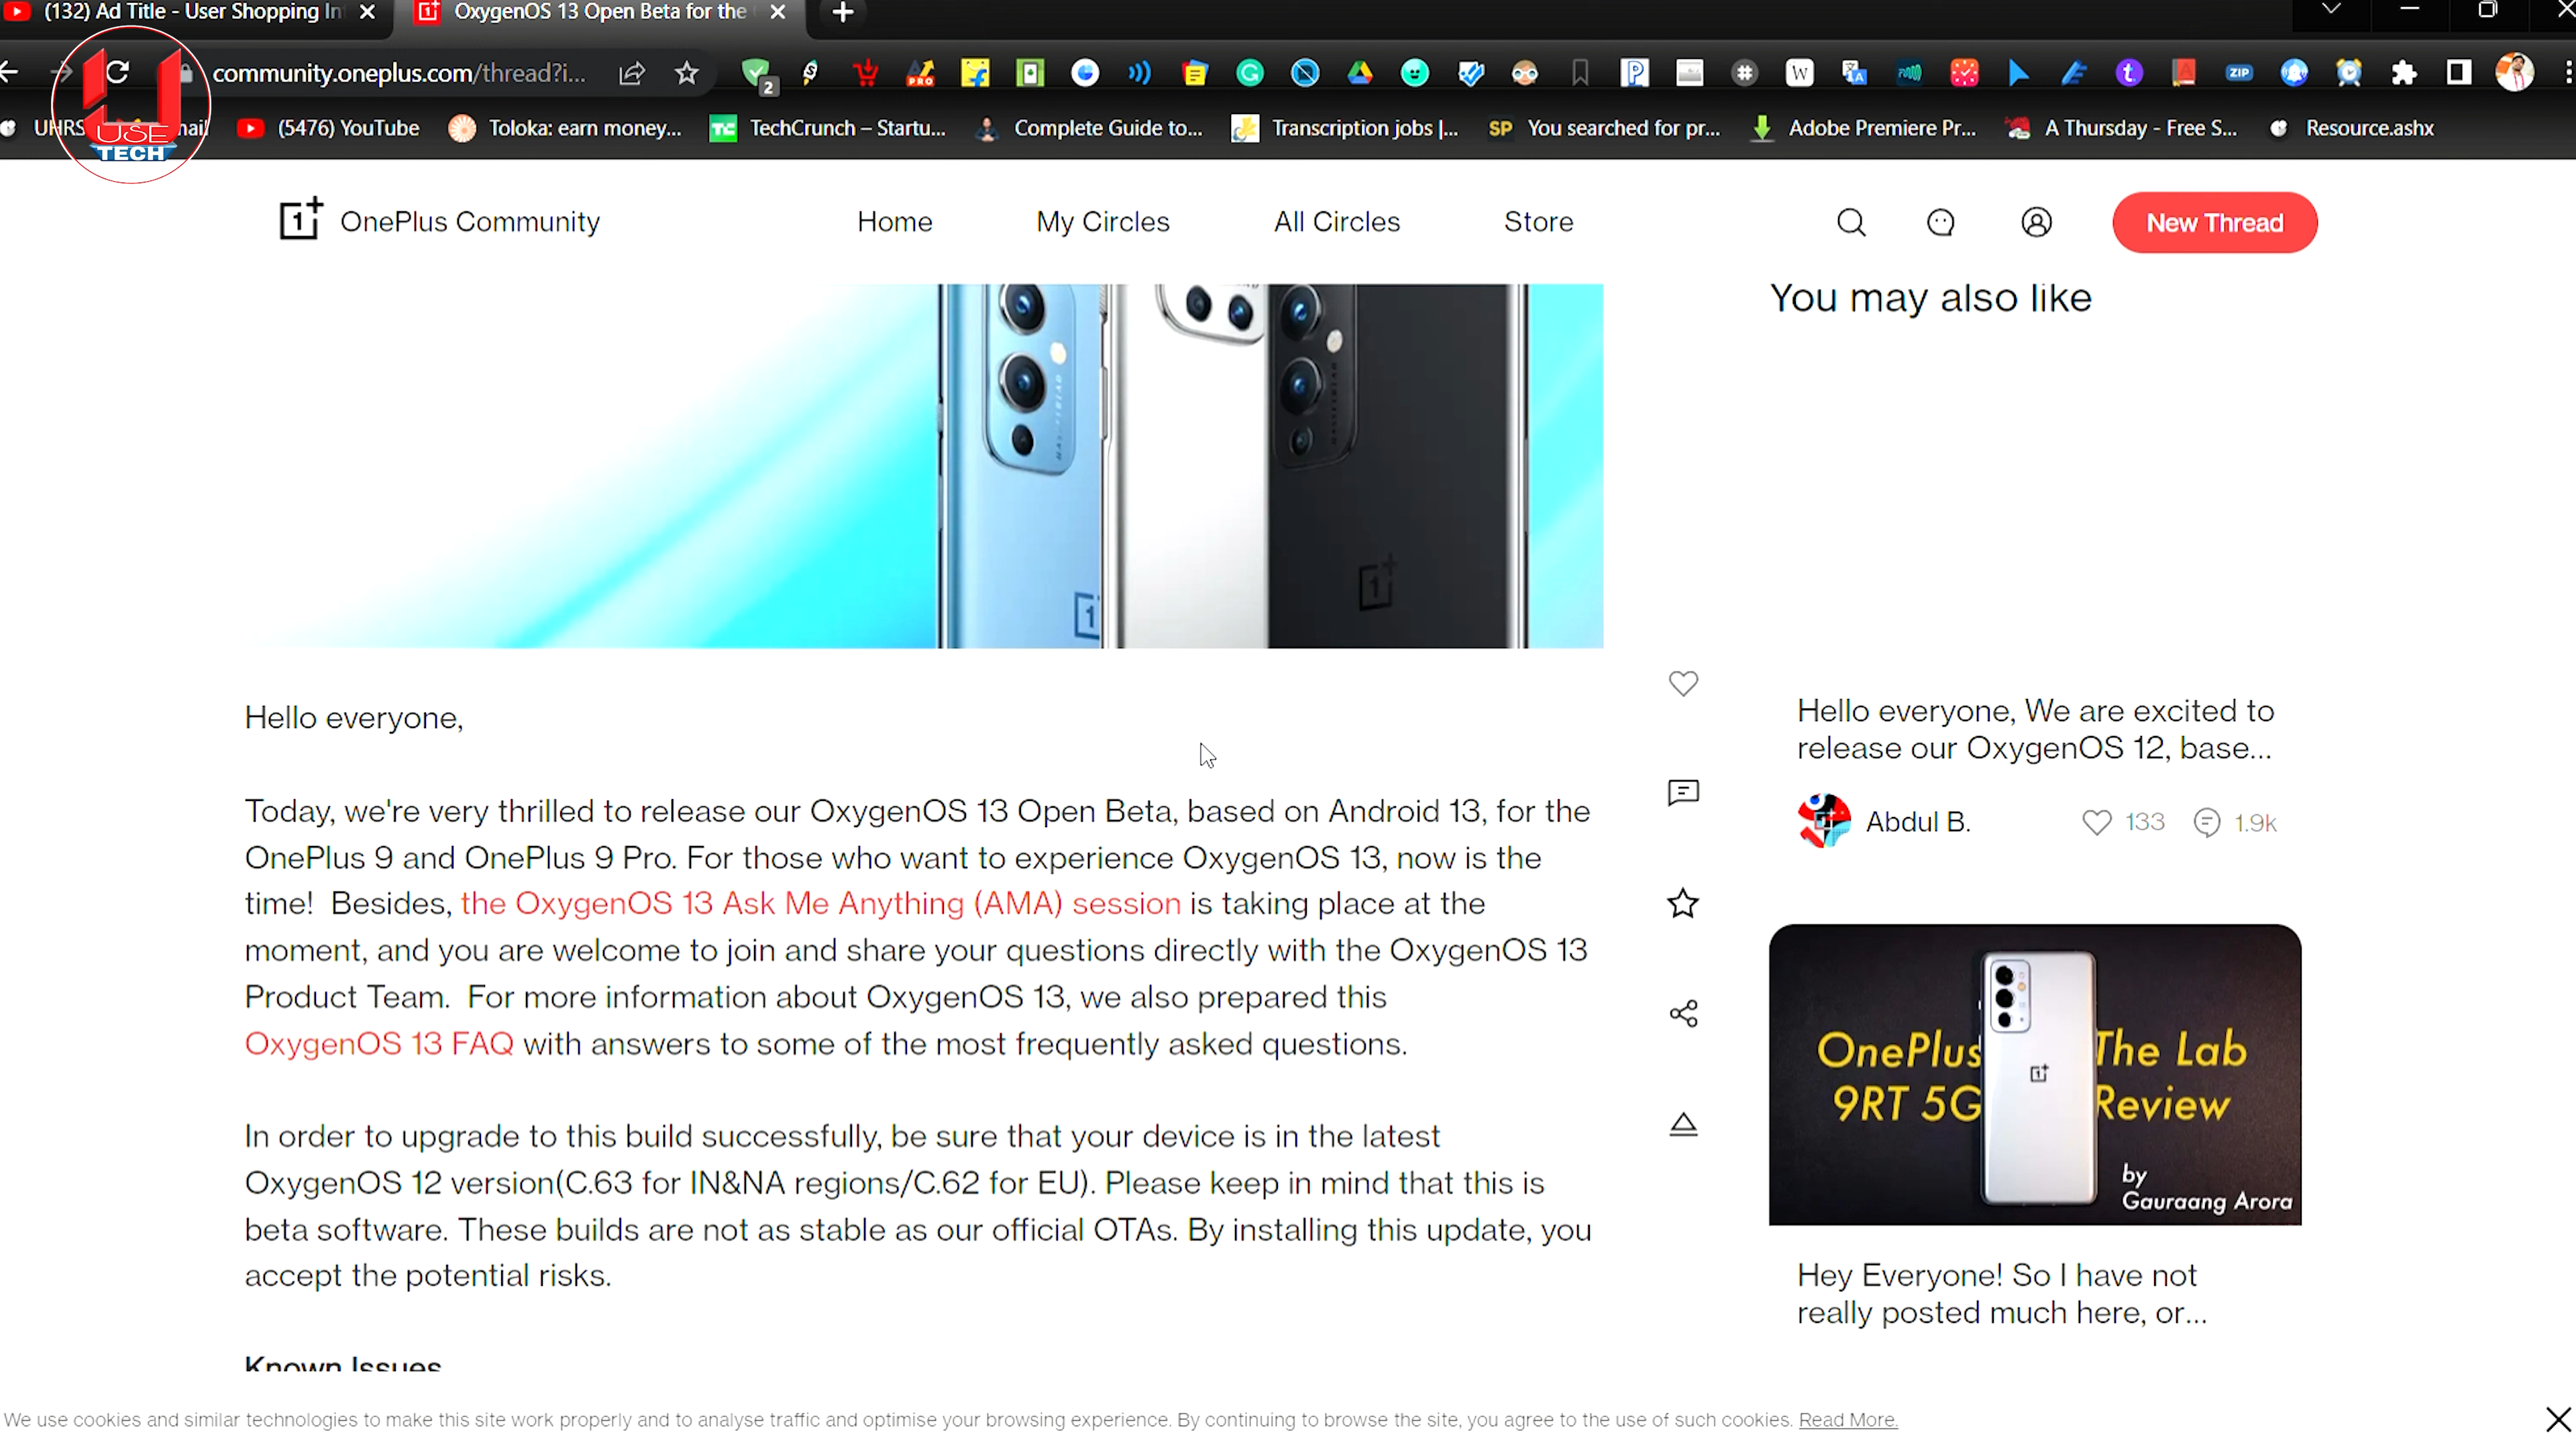 (132) Ad Title - User Shopping In
OxygenOS 13 Open Beta for the
community.oneplus.com/thread?i...
2
PRO
W
ZIP
UHRS
mail
(5476) YouTube
Toloka: earn money...
TechCrunch – Startu...
Complete Guide to...
Transcription jobs |...
SP You searched for pr...
Adobe Premiere Pr...
A Thursday - Free S...
Resource.ashx
USE
TECH
OnePlus Community
Home
My Circles
All Circles
Store
New Thread
You may also like
Hello everyone,
Today, we're very thrilled to release our OxygenOS 13 Open Beta, based on Android 13, for the
OnePlus 9 and OnePlus 9 Pro. For those who want to experience OxygenOS 13, now is the
time! Besides, the OxygenOS 13 Ask Me Anything (AMA) session is taking place at the
moment, and you are welcome to join and share your questions directly with the OxygenOS 13
Product Team. For more information about OxygenOS 13, we also prepared this
OxygenOS 13 FAQ with answers to some of the most frequently asked questions.
In order to upgrade to this build successfully, be sure that your device is in the latest
OxygenOS 12 version(C.63 for IN&NA regions/C.62 for EU). Please keep in mind that this is
beta software. These builds are not as stable as our official OTAs. By installing this update, you
accept the potential risks.
Known Issues
Hello everyone, We are excited to
release our OxygenOS 12, base...
Abdul B.
133
1.9k
OnePlus The Lab
9RT 5G Review
by
Gauraang Arora
Hey Everyone! So I have not
really posted much here, or...
We use cookies and similar technologies to make this site work properly and to analyse traffic and optimise your browsing experience. By continuing to browse the site, you agree to the use of such cookies. Read More.